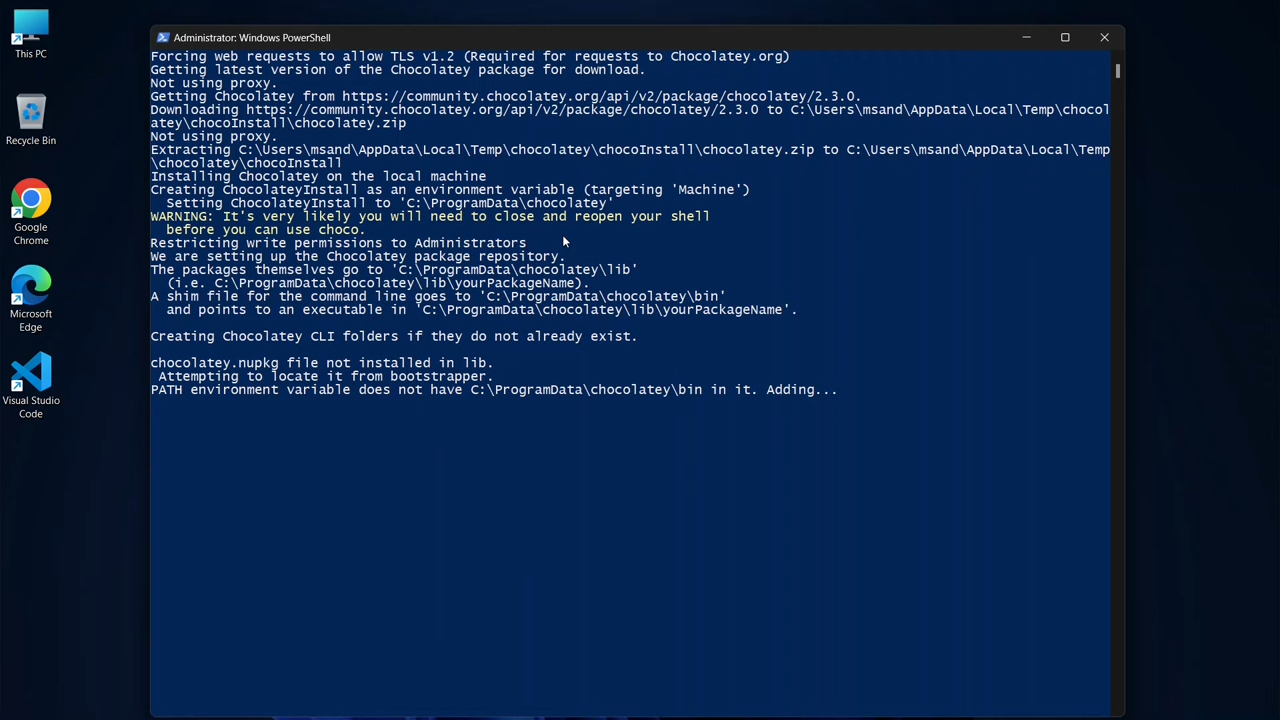 This PC
Recycle Bin
Google
Chrome
Microsoft
Edge
Visual Studio
Code
Administrator: Windows PowerShell
Forcing web requests to allow TLS v1.2 (Required for requests to Chocolatey.org)
Getting latest version of the Chocolatey package for download.
Not using proxy.
Getting Chocolatey from https://community.chocolatey.org/api/v2/package/chocolatey/2.3.0.
Downloading https://community.chocolatey.org/api/v2/package/chocolatey/2.3.0 to C:\Users\msand\AppData\Local\Temp\chocol
atey\chocoInstall\chocolatey.zip
Not using proxy.
Extracting C:\Users\msand\AppData\Local\Temp\chocolatey\chocoInstall\chocolatey.zip to C:\Users\msand\AppData\Local\Temp
\chocolatey\chocoInstall
Installing Chocolatey on the local machine
Creating ChocolateyInstall as an environment variable (targeting 'Machine')
  Setting ChocolateyInstall to 'C:\ProgramData\chocolatey'
WARNING: It's very likely you will need to close and reopen your shell
  before you can use choco.
Restricting write permissions to Administrators
We are setting up the Chocolatey package repository.
The packages themselves go to 'C:\ProgramData\chocolatey\lib'
  (i.e. C:\ProgramData\chocolatey\lib\yourPackageName).
A shim file for the command line goes to 'C:\ProgramData\chocolatey\bin'
  and points to an executable in 'C:\ProgramData\chocolatey\lib\yourPackageName'.
Creating Chocolatey CLI folders if they do not already exist.
chocolatey.nupkg file not installed in lib.
 Attempting to locate it from bootstrapper.
PATH environment variable does not have C:\ProgramData\chocolatey\bin in it. Adding...